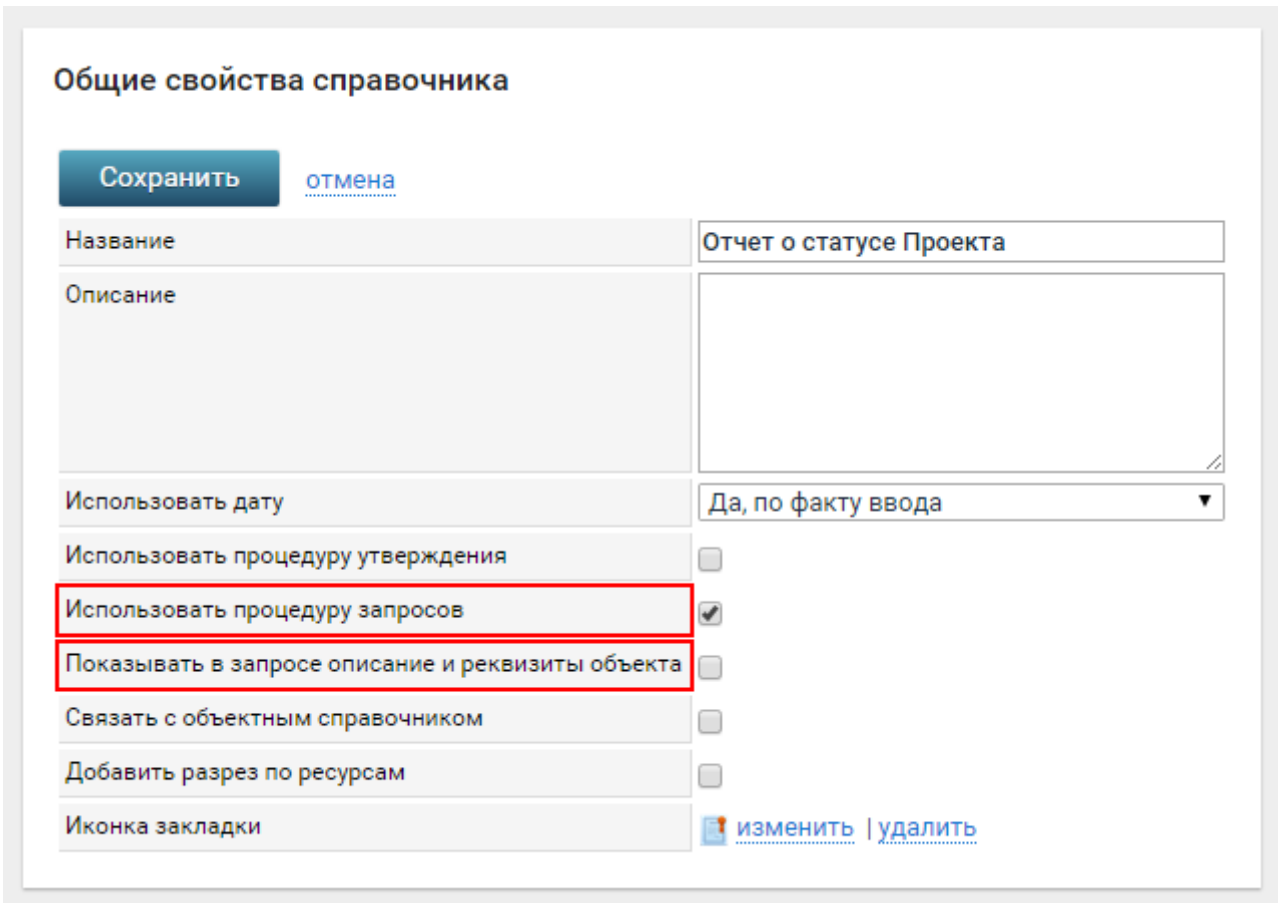 Общие свойства справочника
Сохранить отмена
Название Отчет о статусе Проекта
Описание
Использовать дату Да, по факту ввода
Использовать процедуру утверждения
Использовать процедуру запросов
Показывать в запросе описание и реквизиты объекта
Связать с объектным справочником
Добавить разрез по ресурсам
Иконка закладки изменить | удалить